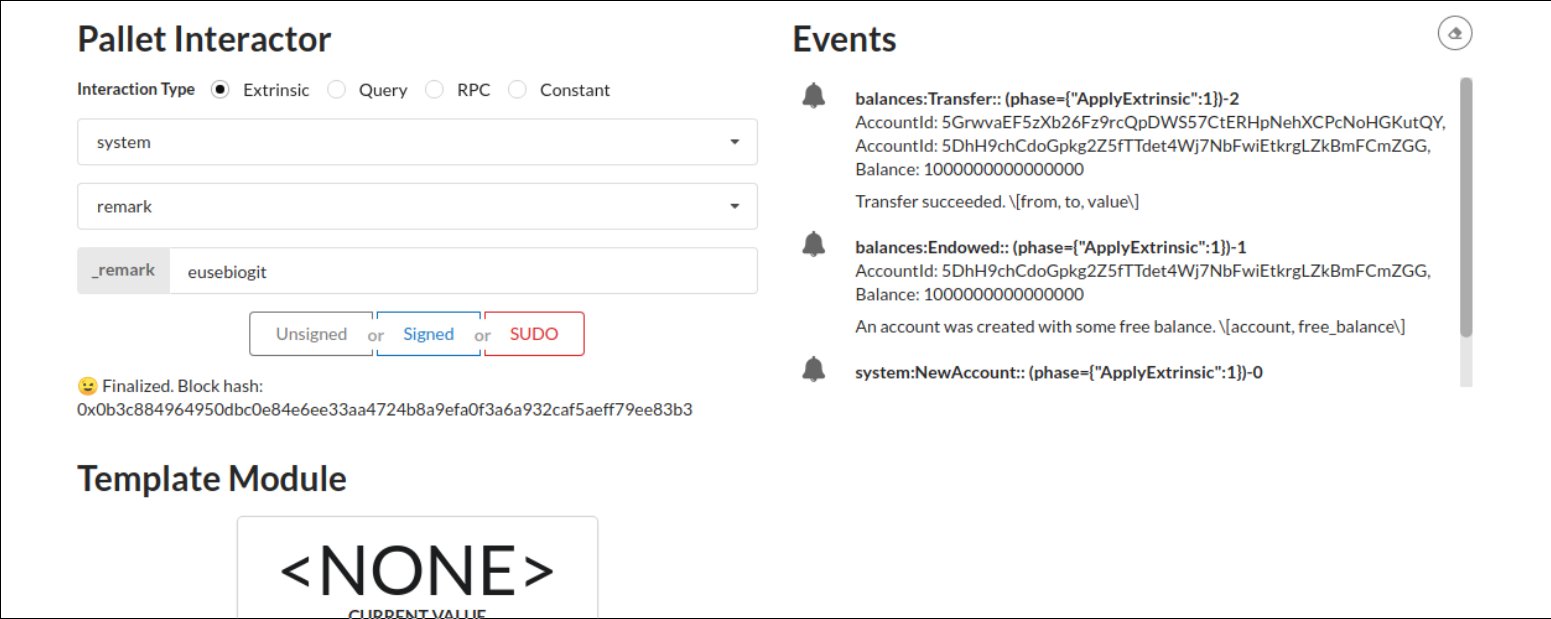 Pallet Interactor
Interaction Type Extrinsic Query RPC Constant
system
remark
_remark eusebiogit
Unsigned or Signed or SUDO
Finalized. Block hash:
0x0b3c884964950dbc0e84e6ee33aa4724b8a9efa0f3a6a932caf5aeff79ee83b3
Template Module
<NONE>
CURRENT VALUE
Events
balances:Transfer:: (phase={"ApplyExtrinsic":1})-2
AccountId: 5GrwvaEF5zXb26Fz9rcQpDWS57CtERHpNehXCPcNoHGKutQY,
AccountId: 5DhH9chCdoGpkg2Z5fTTdet4Wj7NbFwiEtkrgLZkBmFCmZGG,
Balance: 1000000000000000
Transfer succeeded. \[from, to, value\]
balances:Endowed:: (phase={"ApplyExtrinsic":1})-1
AccountId: 5DhH9chCdoGpkg2Z5fTTdet4Wj7NbFwiEtkrgLZkBmFCmZGG,
Balance: 1000000000000000
An account was created with some free balance. \[account, free_balance\]
system:NewAccount:: (phase={"ApplyExtrinsic":1})-0